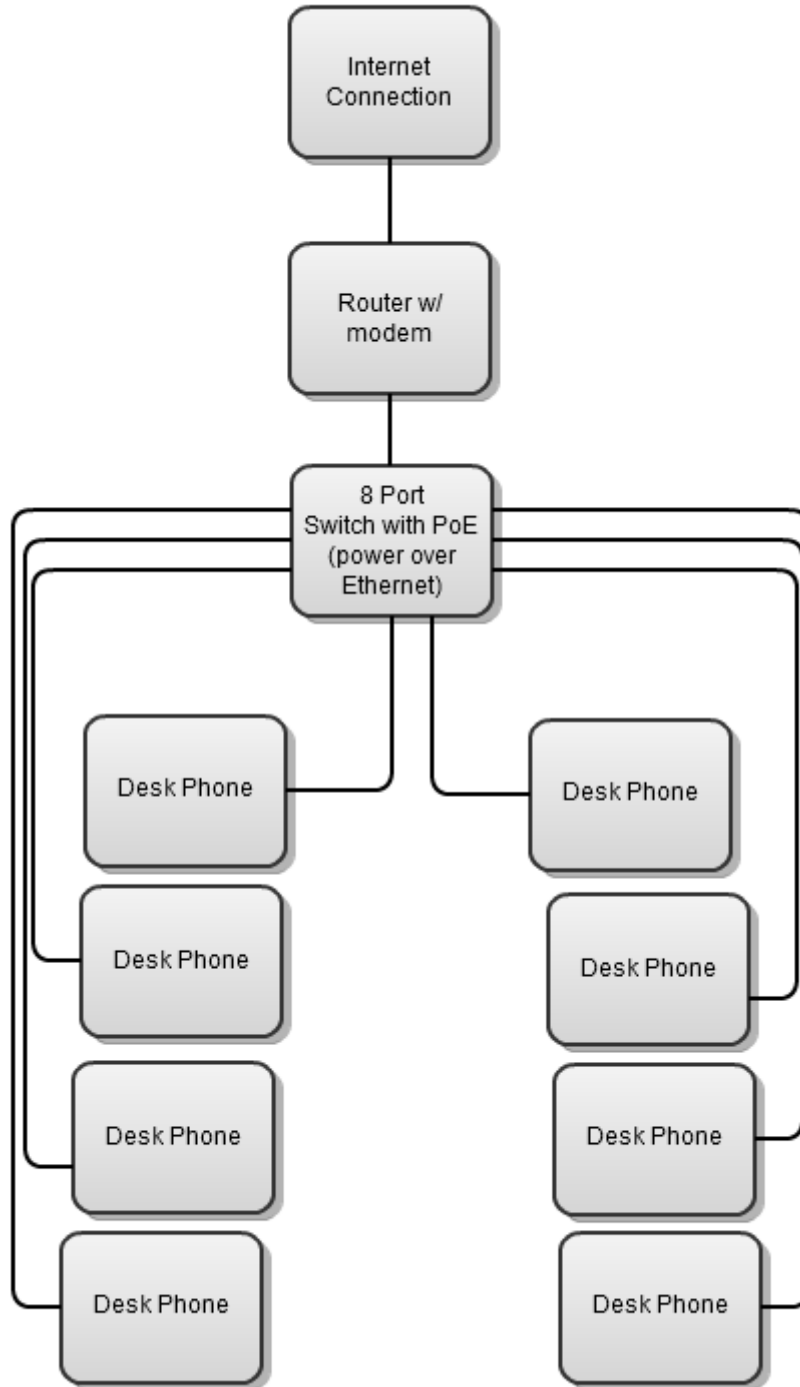 Internet
Connection
Router w/
modem
8 Port
Switch with PoE
(power over
Ethernet)
Desk Phone
Desk Phone
Desk Phone
Desk Phone
Desk Phone
Desk Phone
Desk Phone
Desk Phone